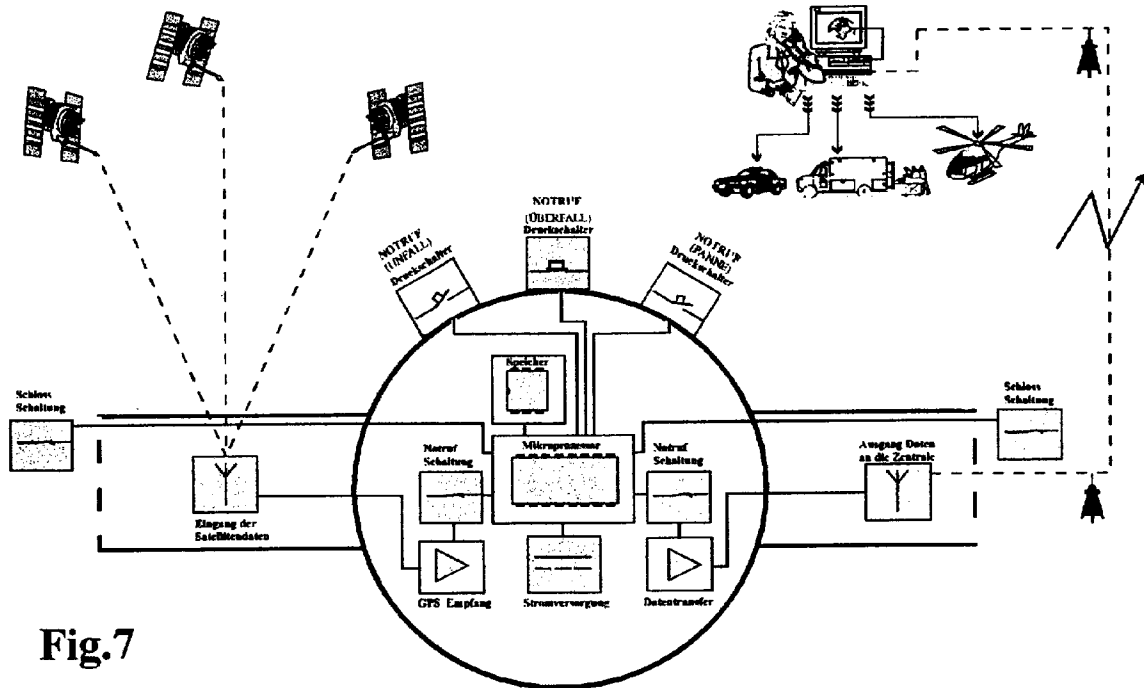 NOTRUF
(ÜBERFALL)
Druckschalter
NOTRUF
(UNFALL)
Druckschalter
NOTRUF
(PANNE)
Druckschalter
Speicher
Schloss
Schaltung
Schloss
Schaltung
Notruf
Schaltung
Mikroprozessor
Notruf
Schaltung
Ausgang Daten
an die Zentrale
Eingang der
Satellitendaten
GPS Empfang
Stromversorgung
Datentransfer
Fig.7